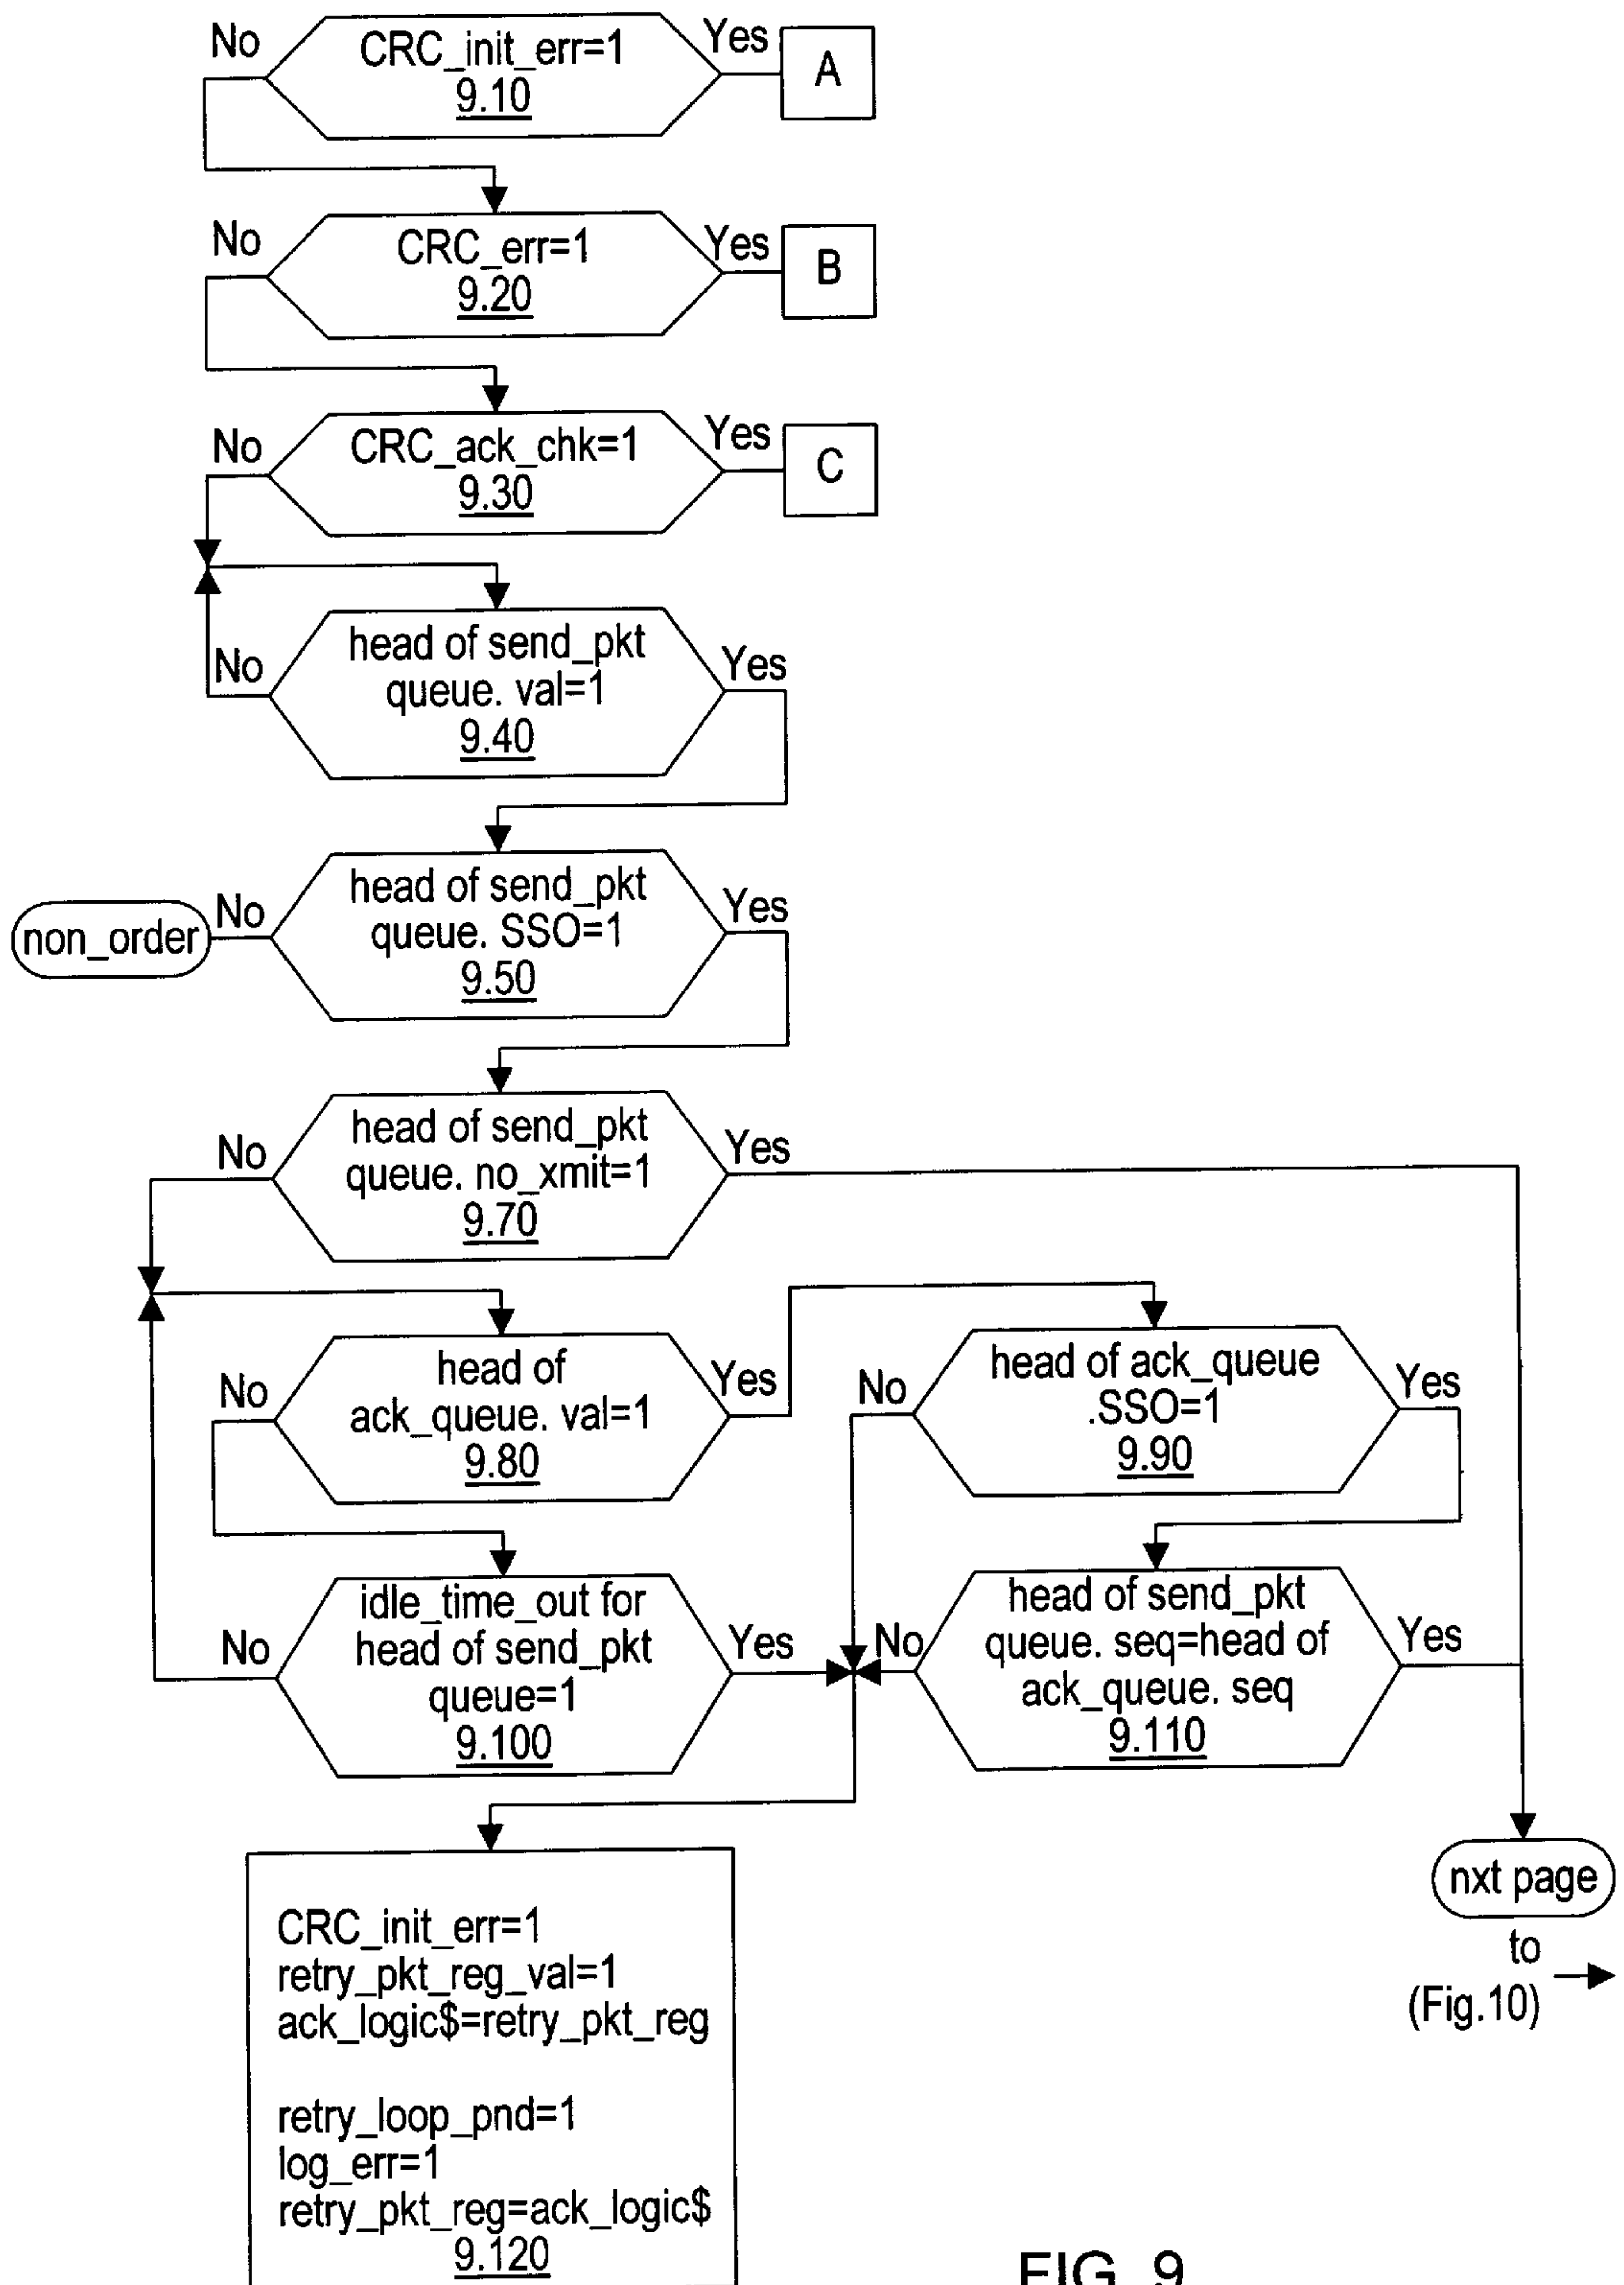 No
CRC_init_err=1
9.10
Yes
A
No
CRC_err=1
9.20
Yes
B
No
CRC_ack_chk=1
9.30
Yes
C
No
head of send_pkt
queue. val=1
9.40
Yes
non_order
No
head of send_pkt
queue. SSO=1
9.50
Yes
No
head of send_pkt
queue. no_xmit=1
9.70
Yes
No
head of
ack_queue. val=1
9.80
Yes
No
head of ack_queue
.SSO=1
9.90
Yes
No
idle_time_out for
head of send_pkt
queue=1
9.100
Yes
No
head of send_pkt
queue. seq=head of
ack_queue. seq
9.110
Yes
nxt page
to
(Fig.10)
CRC_init_err=1
retry_pkt_reg_val=1
ack_logic$=retry_pkt_reg
retry_loop_pnd=1
log_err=1
retry_pkt_reg=ack_logic$
9.120
FIG. 9